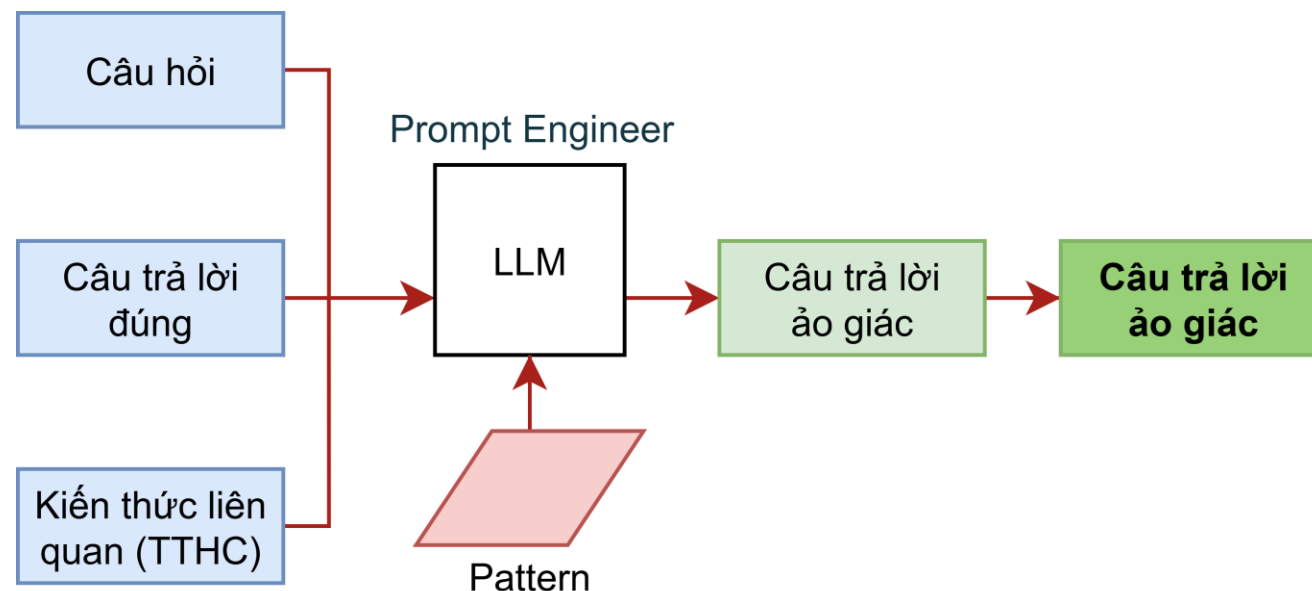 Câu hỏi
Prompt Engineer
LLM
Câu trả lời
đúng
Câu trả lời
ảo giác
Câu trả lời
ảo giác
Kiến thức liên
quan (TTHC)
Pattern